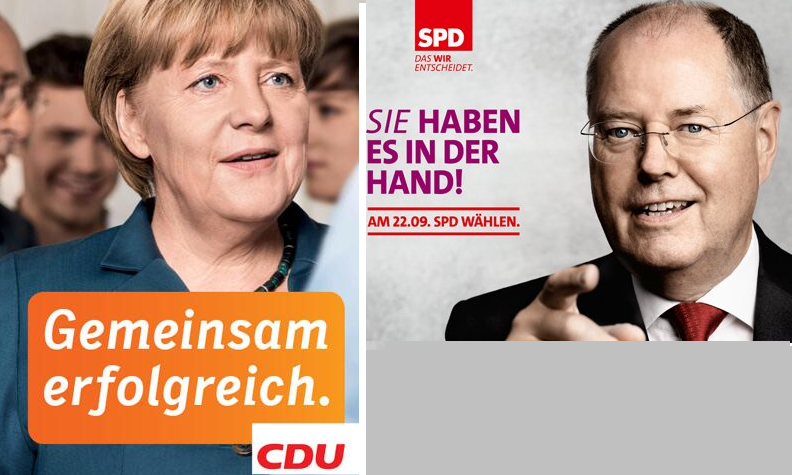 Gemeinsam
erfolgreich.
CDU
SPD
DAS WIR
ENTSCHEIDET.
SIE HABEN
ES IN DER
HAND!
AM 22.09. SPD WÄHLEN.